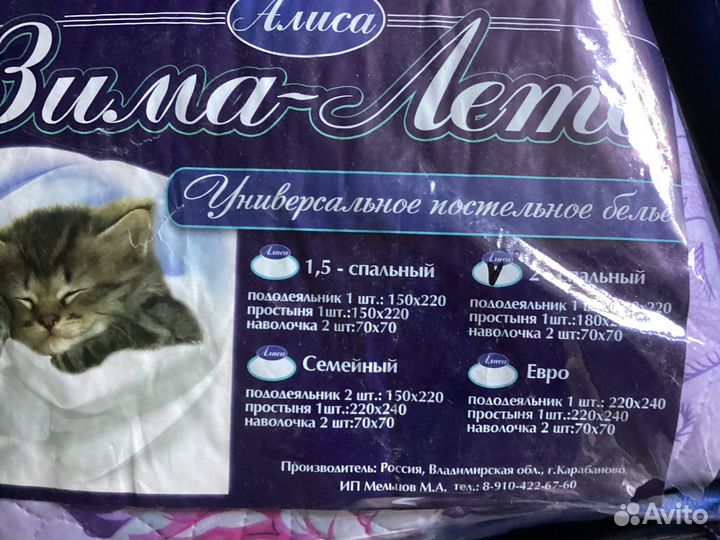 Алиса
Зима-Лето
Универсальное постельное белье
Алиса
1,5 - спальный
пододеяльник 1 шт.: 150х220
простыня 1шт.:150х220
наволочка 2 шт:70х70
Алиса
спальный
пододеяльник 1
простыня 1шт.:180х
наволочка 2 шт:70х70
Алиса
Семейный
пододеяльник 2 шт.: 150х220
простыня 1шт.:220х240
наволочка 2 шт:70х70
Алиса
Евро
пододеяльник 1 шт.: 220х240
простыня 1шт.:220х240
наволочка 2 шт:70х70
Производитель: Россия, Владимирская обл., г.Карабаново
ИП Мельцов М.А. тел.: 8-910-422-67-60
Avito